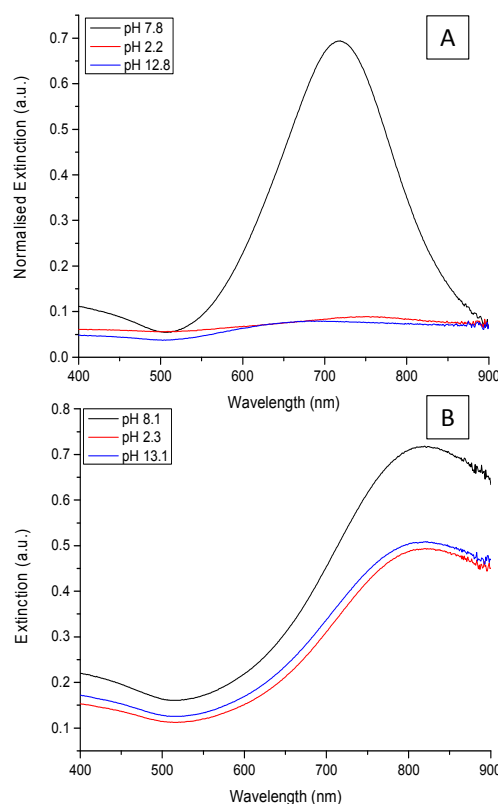 A
pH 7.8
pH 2.2
pH 12.8
Normalised Extinction (a.u.)
0.7
0.6
0.5
0.4
0.3
0.2
0.1
0.0
400 500 600 700 800 900
Wavelength (nm)
B
pH 8.1
pH 2.3
pH 13.1
Extinction (a.u.)
0.8
0.7
0.6
0.5
0.4
0.3
0.2
0.1
400 500 600 700 800 900
Wavelength (nm)